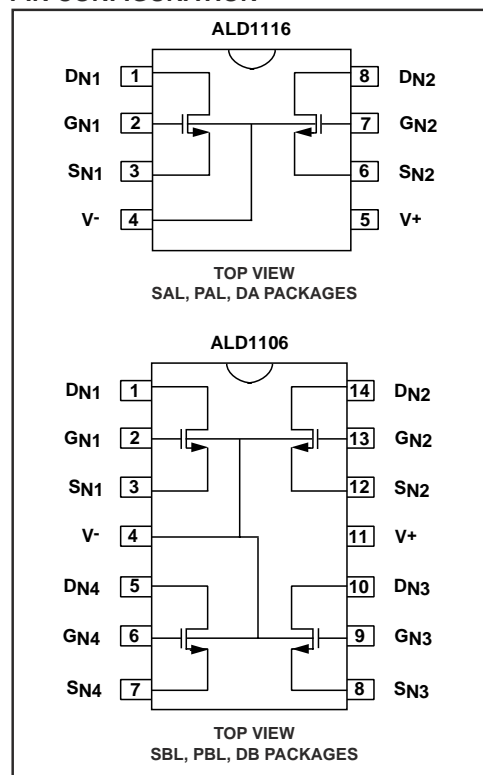 ALD1116
DN1 1 8 DN2
GN1 2 7 GN2
SN1 3 6 SN2
V- 4 5 V+
TOP VIEW
SAL, PAL, DA PACKAGES
ALD1106
DN1 1 14 DN2
GN1 2 13 GN2
SN1 3 12 SN2
V- 4 11 V+
DN4 5 10 DN3
GN4 6 9 GN3
SN4 7 8 SN3
TOP VIEW
SBL, PBL, DB PACKAGES